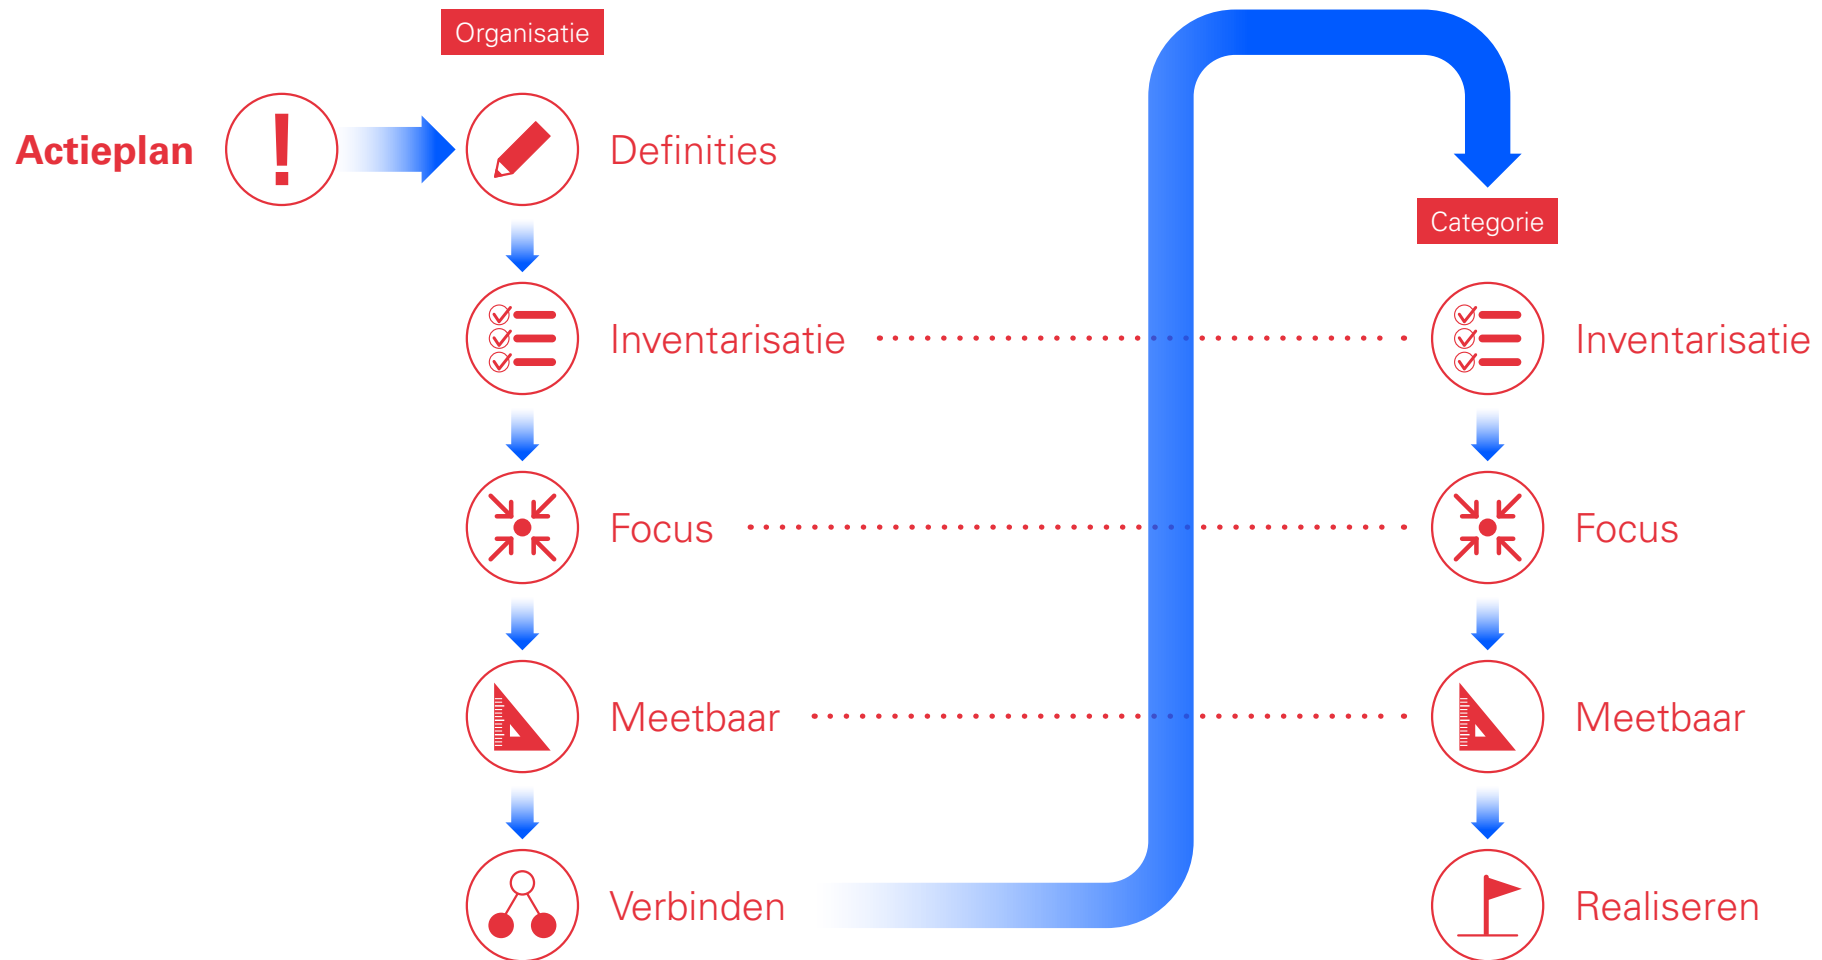 Organisatie
Actieplan
Definities
Categorie
Inventarisatie
Inventarisatie
Focus
Focus
Meetbaar
Meetbaar
Verbinden
Realiseren